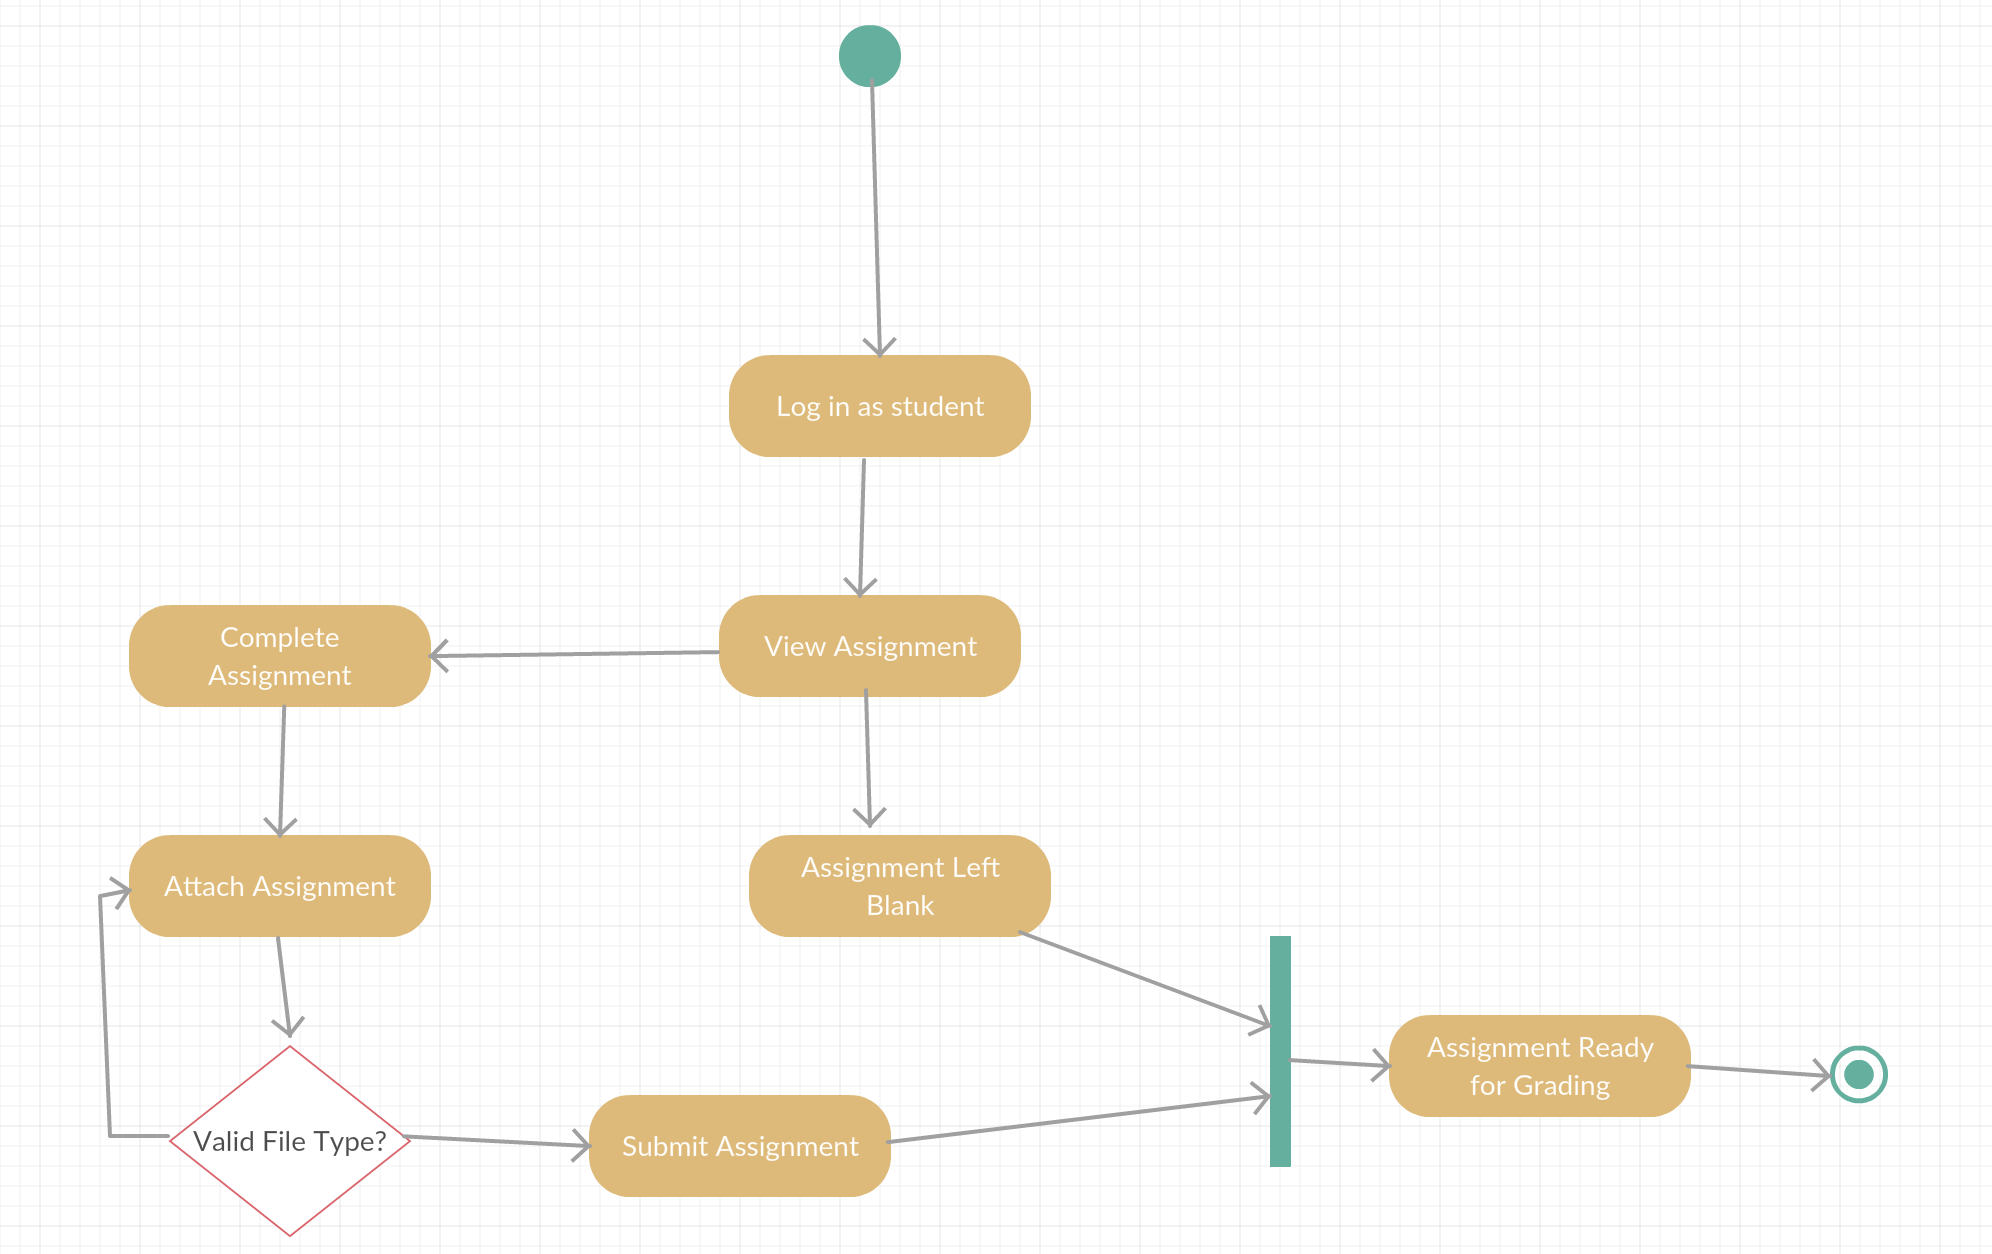 Log in as student
View Assignment
Complete
Assignment
Attach Assignment
Assignment Left
Blank
Valid File Type?
Submit Assignment
Assignment Ready
for Grading